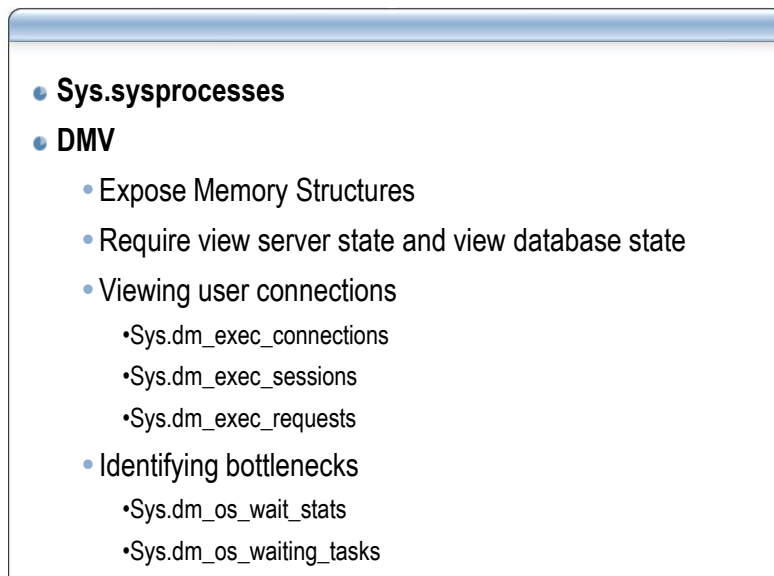 Sys.sysprocesses
DMV
Expose Memory Structures
Require view server state and view database state
Viewing user connections
•Sys.dm_exec_connections
•Sys.dm_exec_sessions
•Sys.dm_exec_requests
Identifying bottlenecks
•Sys.dm_os_wait_stats
•Sys.dm_os_waiting_tasks